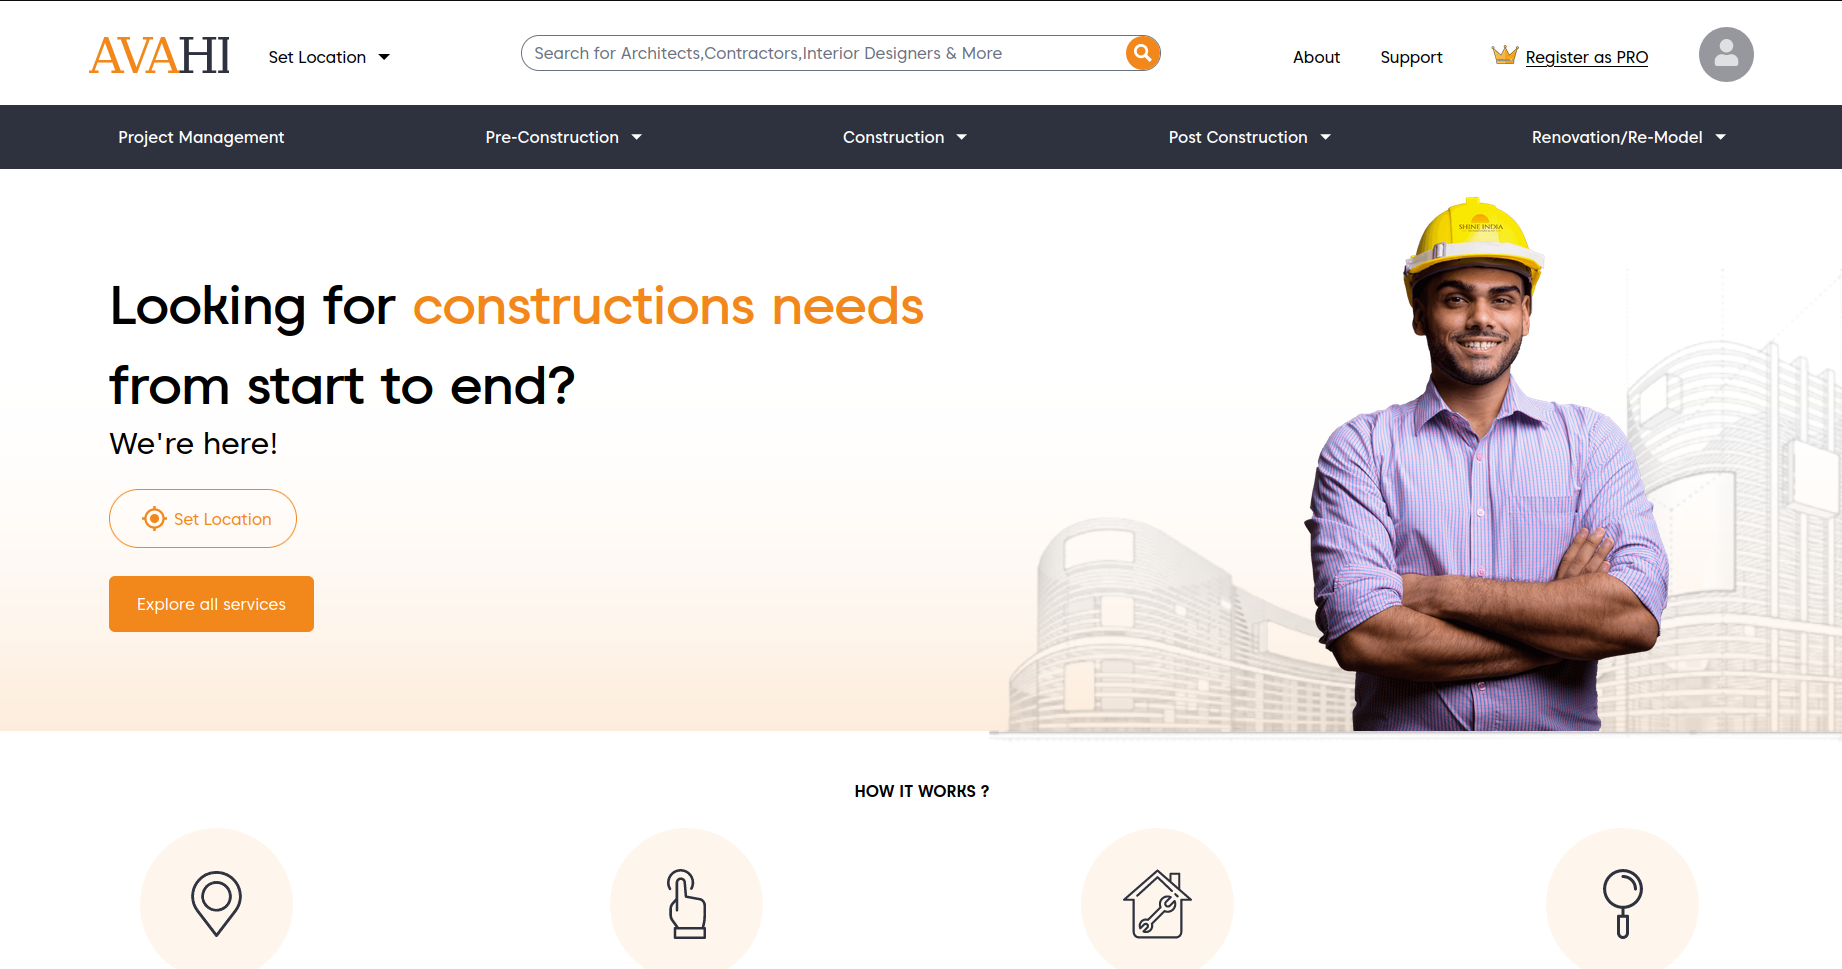 AVAHI
Set Location
Search for Architects,Contractors,Interior Designers & More
About
Support
Register as PRO
Project Management
Pre-Construction
Construction
Post Construction
Renovation/Re-Model
SHINE INDIA
Looking for constructions needs
from start to end?
We're here!
Set Location
Explore all services
HOW IT WORKS ?